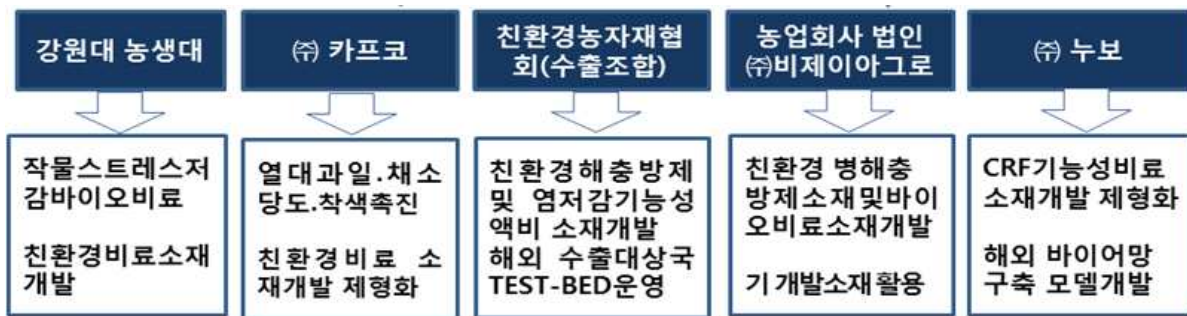 강원대 농생대
㈜ 카프코
친환경농자재협
회(수출조합)
농업회사 법인
㈜비제이아그로
㈜ 누보
작물스트레스저
감바이오비료
친환경비료소재
개발
열대과일.채소
당도.착색촉진
친환경비료 소
재개발 제형화
친환경해충방제
및 염저감기능성
액비 소재개발
해외 수출대상국
TEST-BED운영
친환경 병해충
방제소재및바이
오비료소재개발
기 개발소재 활용
CRF기능성비료
소재개발 제형화
해외 바이어망
구축 모델개발